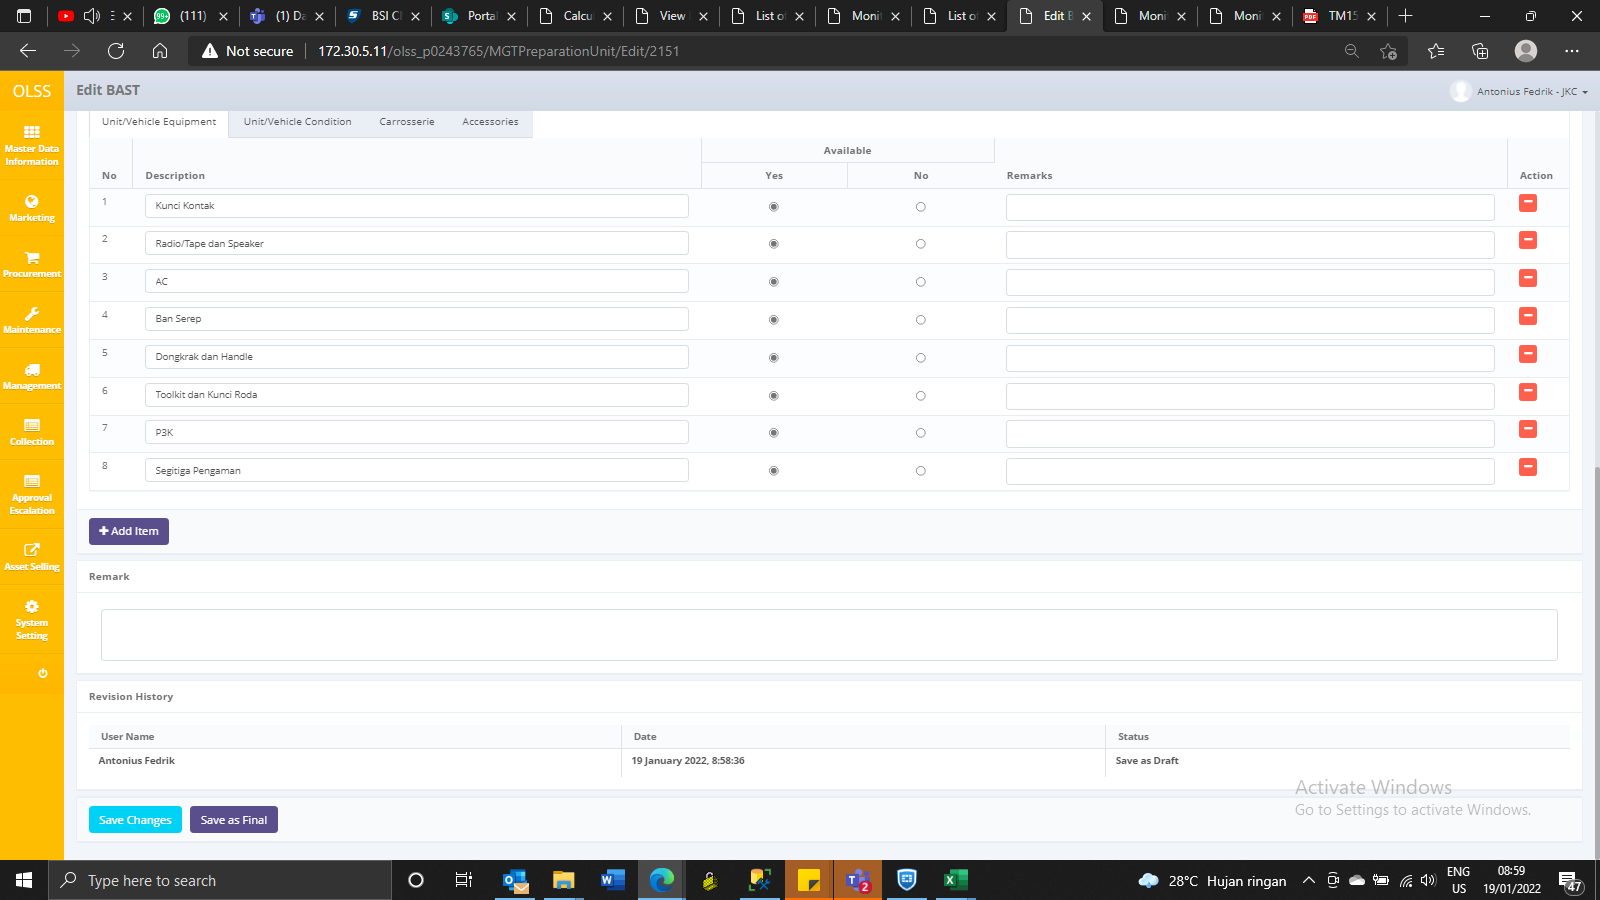 (111)
(1) Da
BSI C
Porta
Calcu
View
List o
Moni
List o
Edit B
Moni
Moni
TM15
Not secure
172.30.5.11/olss_p0243765/MGTPreparationUnit/Edit/2151
OLSS
Edit BAST
Antonius Fedrik - JKC
Master Data
Information
Marketing
Procurement
Maintenance
Management
Collection
Approval
Escalation
Asset Selling
System
Setting
Unit/Vehicle Equipment
Unit/Vehicle Condition
Carrosserie
Accessories
Available
No
Description
Yes
No
Remarks
Action
1
Kunci Kontak
2
Radio/Tape dan Speaker
3
AC
4
Ban Serep
5
Dongkrak dan Handle
6
Toolkit dan Kunci Roda
7
P3K
8
Segitiga Pengaman
+ Add Item
Remark
Revision History
User Name
Date
Status
Antonius Fedrik
19 January 2022, 8:58:36
Save as Draft
Save Changes
Save as Final
Activate Windows
Go to Settings to activate Windows.
Type here to search
2
28°C Hujan ringan
ENG
US
08:59
19/01/2022
47